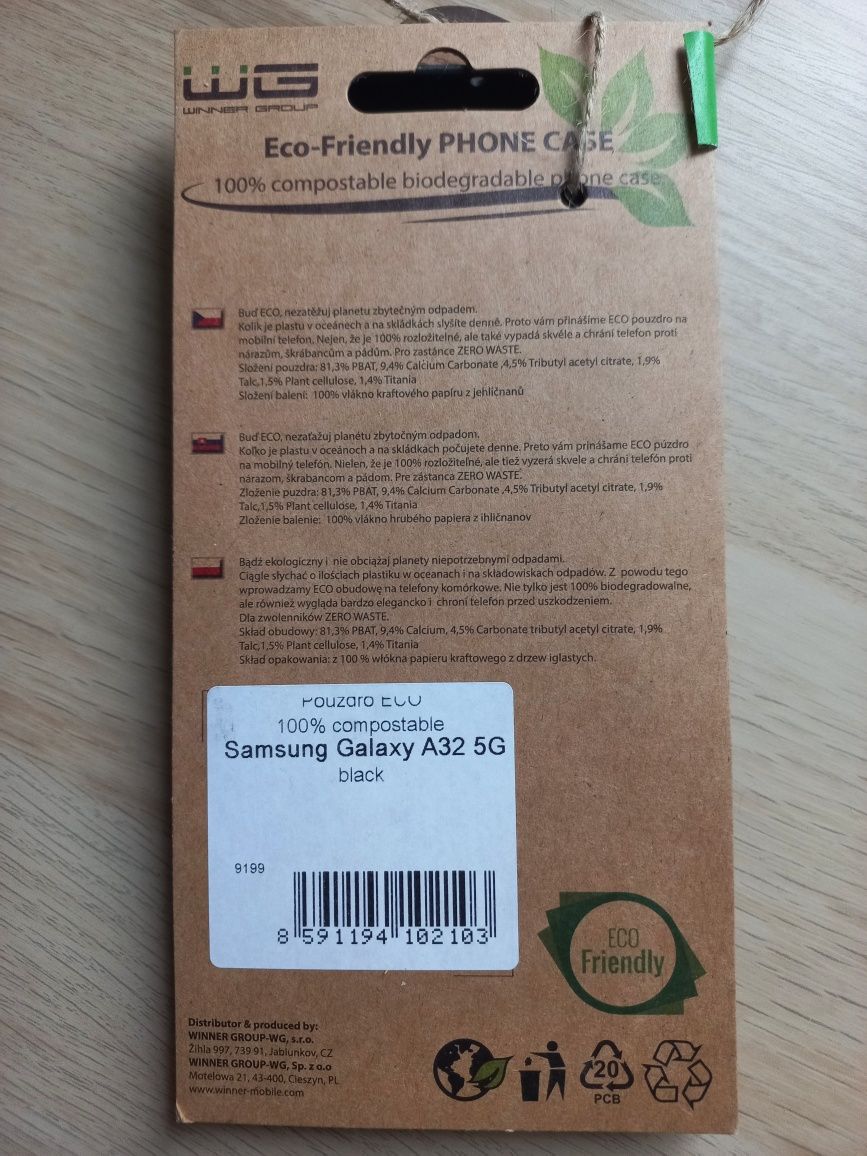 WG
WINNER GROUP
Eco-Friendly PHONE CASE
100% compostable biodegradable phone case
Buď ECO, nezatěžuj planetu zbytečným odpadem.
Kolik je plastu v oceánech a na skládkách slyšíte denně. Proto vám přinášíme ECO pouzdro na
mobilní telefon. Nejen, že je 100% rozložitelné, ale také vypadá skvěle a chrání telefon proti
nárazům, škrábancům a pádům. Pro zastánce ZERO WASTE.
Složení pouzdra: 81,3% PBAT, 9,4% Calcium Carbonate ,4,5% Tributyl acetyl citrate, 1,9%
Talc,1,5% Plant cellulose, 1,4% Titania
Složení balení: 100% vlákno kraftového papíru z jehličnanů
Buď ECO, nezaťažuj planétu zbytočným odpadom.
Koľko je plastu v oceánoch a na skládkach počujete denne. Preto vám prinášame ECO púzdro
na mobilný telefón. Nielen, že je 100% rozložiteľné, ale tiež vyzerá skvele a chráni telefón proti
nárazom, škrabancom a pádom. Pre zástanca ZERO WASTE.
Zloženie puzdra: 81,3% PBAT, 9,4% Calcium Carbonate ,4,5% Tributyl acetyl citrate, 1,9%
Talc,1,5% Plant cellulose, 1,4% Titania
Zloženie balenie: 100% vlákno hrubého papiera z ihličnanov
Bądź ekologiczny i nie obciążaj planety niepotrzebnymi odpadami.
Ciągle słychać o ilościach plastiku w oceanach i na składowiskach odpadów. Z powodu tego
wprowadzamy ECO obudowę na telefony komórkowe. Nie tylko jest 100% biodegradowalne,
ale również wygląda bardzo elegancko i chroni telefon przed uszkodzeniem.
Dla zwolenników ZERO WASTE.
Skład obudowy: 81,3% PBAT, 9,4% Calcium, 4,5% Carbonate tributyl acetyl citrate, 1,9%
Talc,1,5% Plant cellulose, 1,4% Titania
Skład opakowania: z 100 % włókna papieru kraftowego z drzew iglastych.
Pouzdro ECO
100% compostable
Samsung Galaxy A32 5G
black
9199
8 591194 102103
ECO
Friendly
Distributor & produced by:
WINNER GROUP-WG, s.r.o.
Žihla 997, 739 91, Jablunkov, CZ
WINNER GROUP-WG, Sp. z o.o
Motelowa 21, 43-400, Cieszyn, PL
www.winner-mobile.com
20
PCB